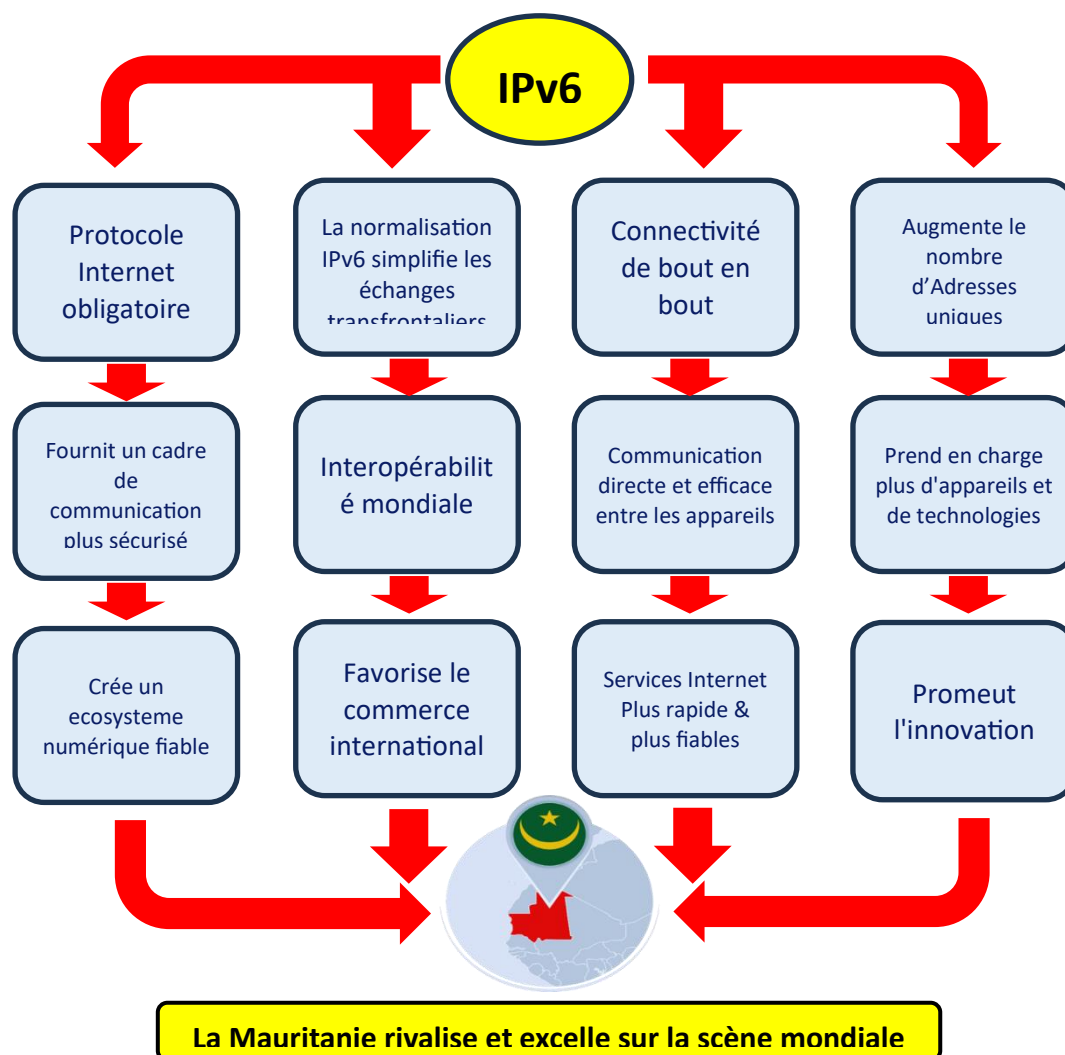 IPv6
Protocole
Internet
obligatoire
La normalisation
IPv6 simplifie les
échanges
transfrontaliers
Connectivité
de bout en
bout
Augmente le
nombre
d’Adresses
uniques
Fournit un cadre
de
communication
plus sécurisé
Interopérabilit
é mondiale
Communication
directe et efficace
entre les appareils
Prend en charge
plus d'appareils et
de technologies
Crée un
ecosysteme
numérique fiable
Favorise le
commerce
international
Services Internet
Plus rapide &
plus fiables
Promeut
l'innovation
La Mauritanie rivalise et excelle sur la scène mondiale